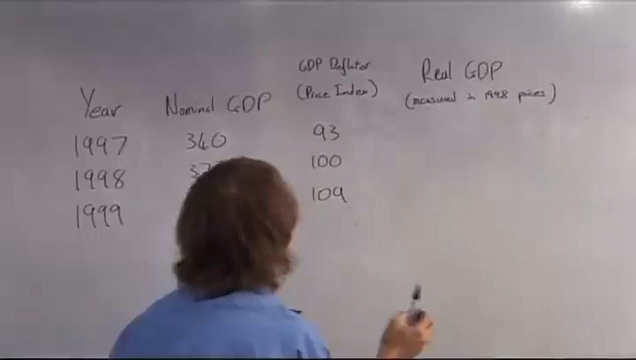 GDP Deflator
Real GDP
Year Nominal GDP (Price Index) (measured in 1998 prices)
1997 340 93
1998 100
1999 109